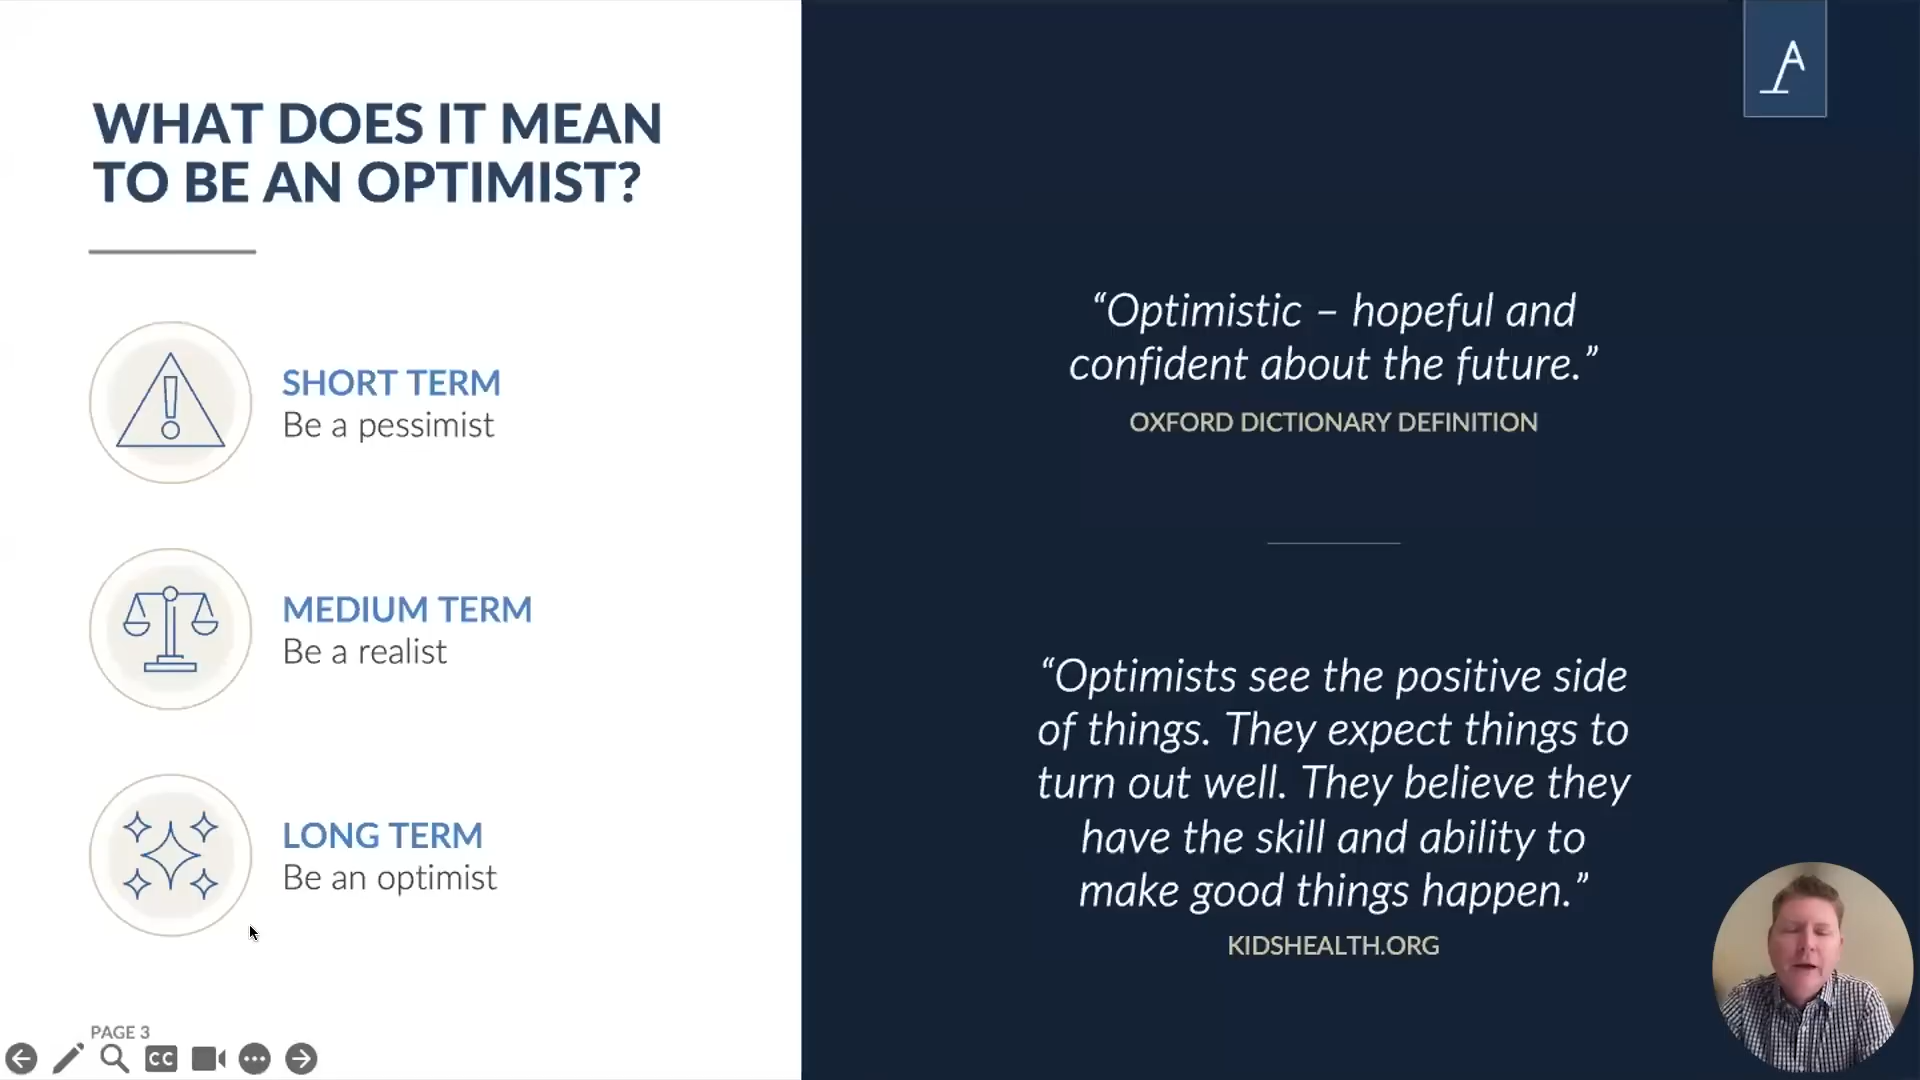 WHAT DOES IT MEAN
TO BE AN OPTIMIST?
SHORT TERM
Be a pessimist
MEDIUM TERM
Be a realist
LONG TERM
Be an optimist
PAGE 3
CC
A
“Optimistic – hopeful and
confident about the future.”
OXFORD DICTIONARY DEFINITION
“Optimists see the positive side
of things. They expect things to
turn out well. They believe they
have the skill and ability to
make good things happen.”
KIDSHEALTH.ORG